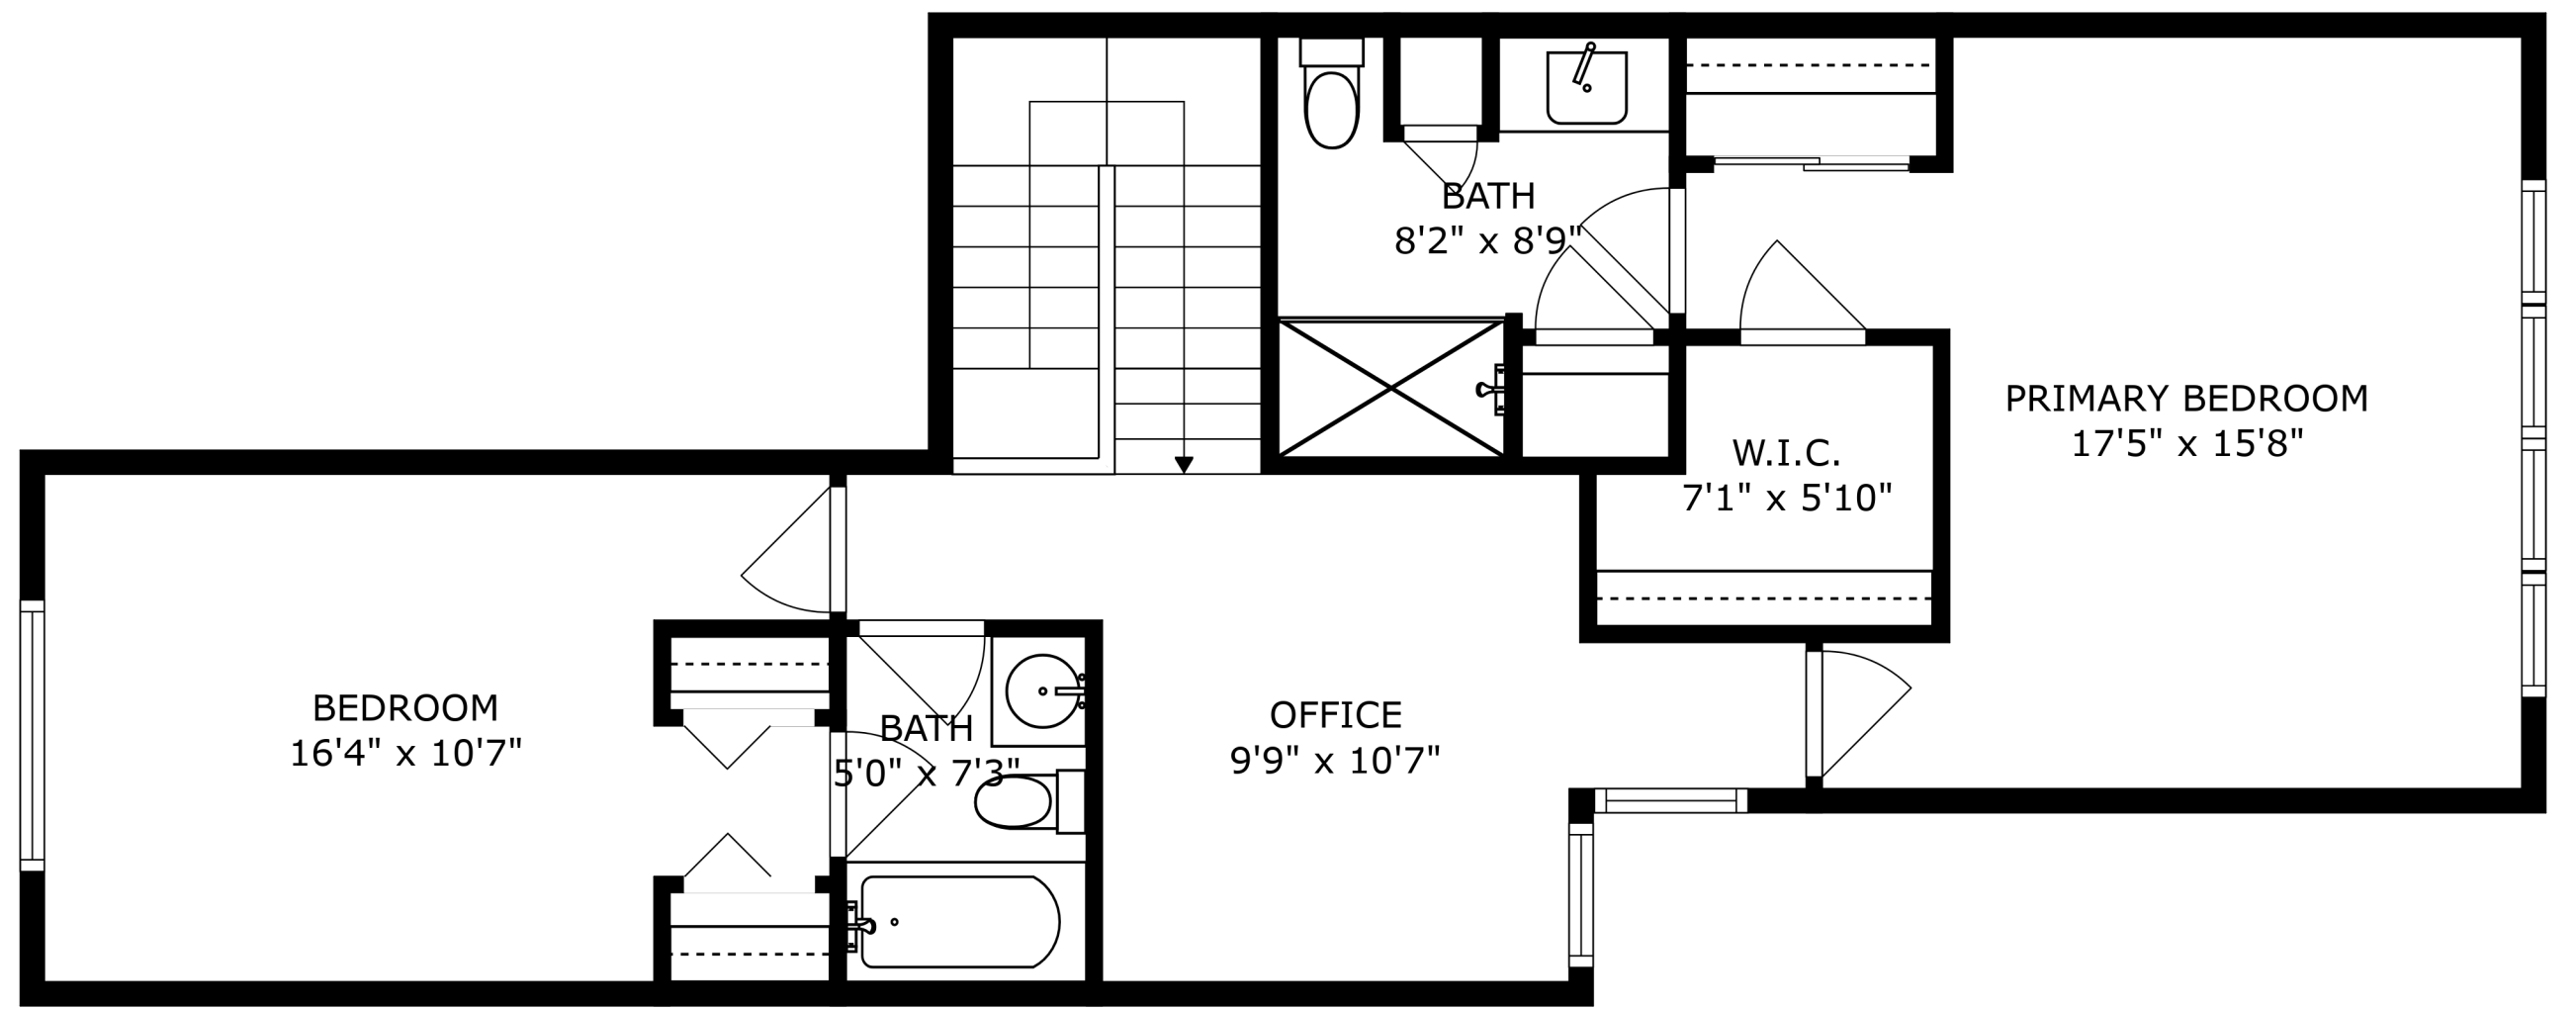 BATH
8'2" x 8'9"
PRIMARY BEDROOM
17'5" x 15'8"
W.I.C.
7'1" x 5'10"
BEDROOM
16'4" x 10'7"
BATH
5'0" x 7'3"
OFFICE
9'9" x 10'7"